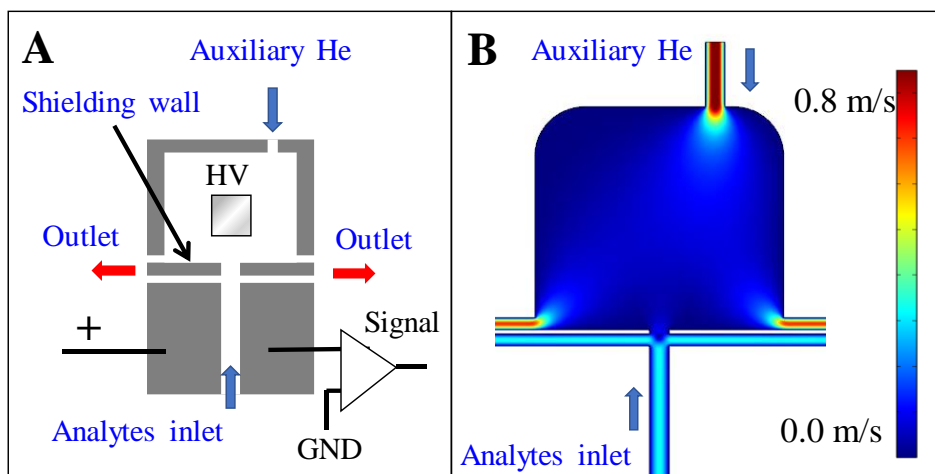 A
Auxiliary He
Shielding wall
HV
Outlet
Outlet
+
Signal
Analytes inlet
GND
B
Auxiliary He
0.8 m/s
0.0 m/s
Analytes inlet